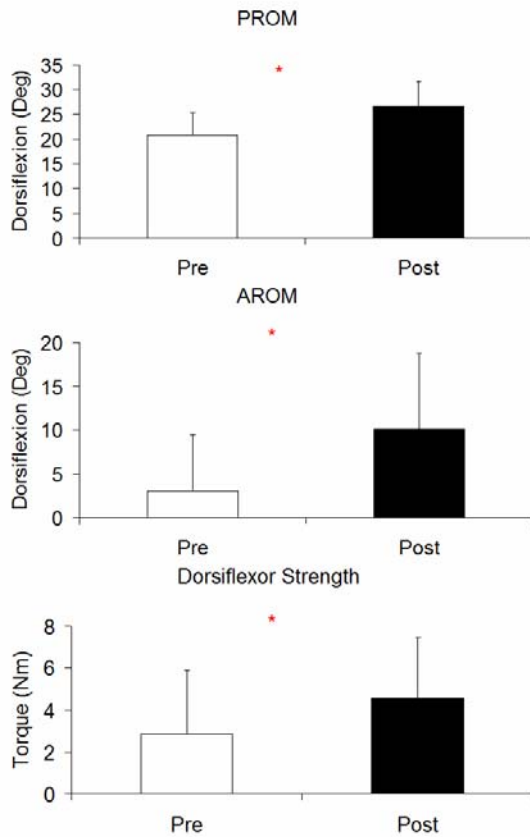 PROM
Dorsiflexion (Deg)
35
30
25
20
15
10
5
0
*
Pre Post
AROM
Dorsiflexion (Deg)
20
15
10
5
0
*
Pre Post
Dorsiflexor Strength
Torque (Nm)
8
6
4
2
0
*
Pre Post